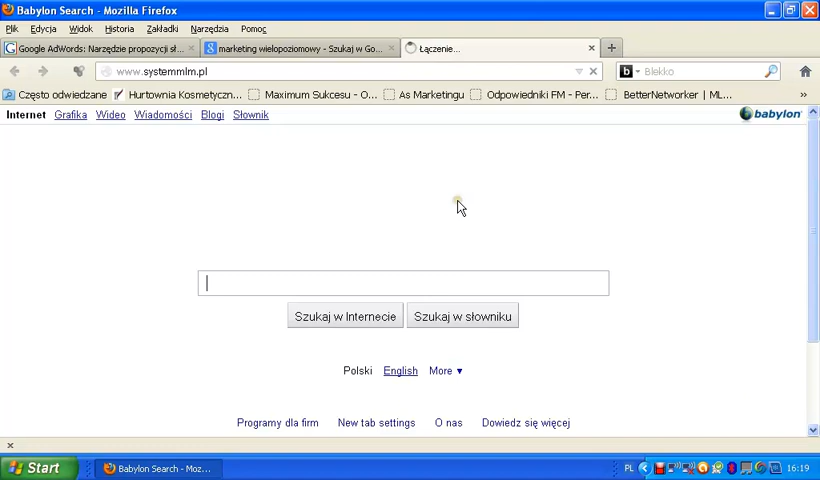 Babylon Search - Mozilla Firefox
Plik Edycja Widok Historia Zakładki Narzędzia Pomoc
Google AdWords: Narzędzie propozycji sł... marketing wielopoziomowy - Szukaj w Go... Łączenie...
www.systemmlm.pl Blekko
Często odwiedzane Hurtownia Kosmetyczn... Maximum Sukcesu - O... As Marketingu Odpowiedniki FM - Per... BetterNetworker | ML... »
Internet Grafika Wideo Wiadomości Blogi Słownik babylon
Szukaj w Internecie Szukaj w słowniku
Polski English More ▼
Programy dla firm New tab settings O nas Dowiedz się więcej
Start Babylon Search - Moz... PL 16:19